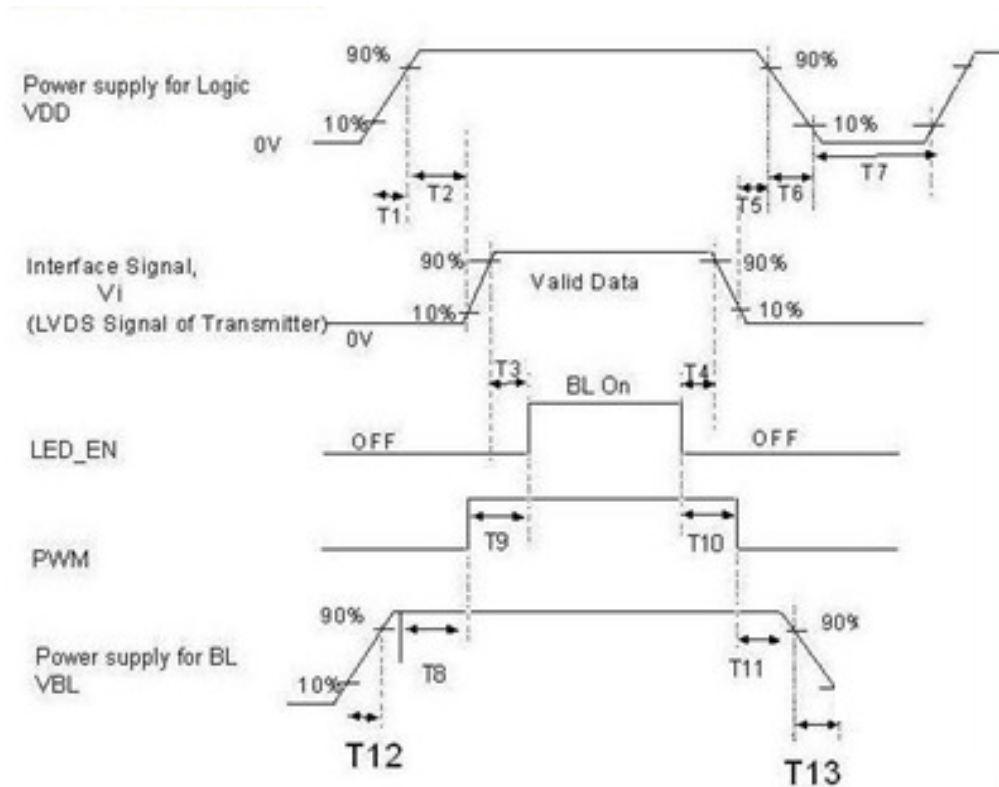 90%
90%
Power supply for Logic
VDD
10%
10%
0V
T1
T2
T5
T6
T7
Interface Signal,
Vi
(LVDS Signal of Transmitter)
90%
Valid Data
90%
10%
10%
0V
T3
T4
BL On
LED_EN
OFF
OFF
T9
T10
PWM
90%
90%
Power supply for BL
VBL
T8
T11
10%
T12
T13